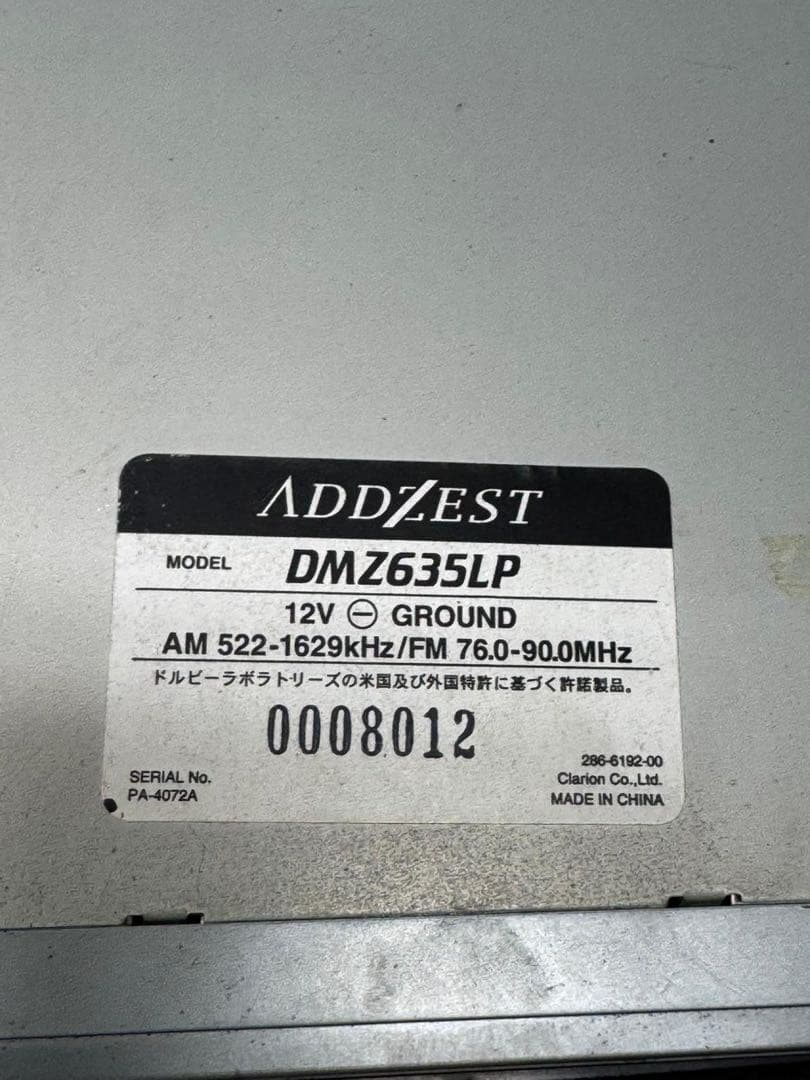 ADDZEST
MODEL DMZ635LP
12V ⊖ GROUND
AM 522-1629kHz/FM 76.0-90.0MHz
ドルビーラボラトリーズの米国及び外国特許に基づく許諾製品。
0008012
SERIAL No.
PA-4072A
286-6192-00
Clarion Co.,Ltd.
MADE IN CHINA